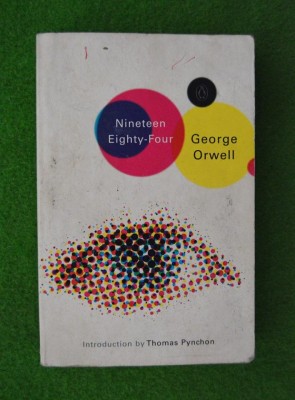 Nineteen
Eighty-Four
George
Orwell
Introduction by Thomas Pynchon